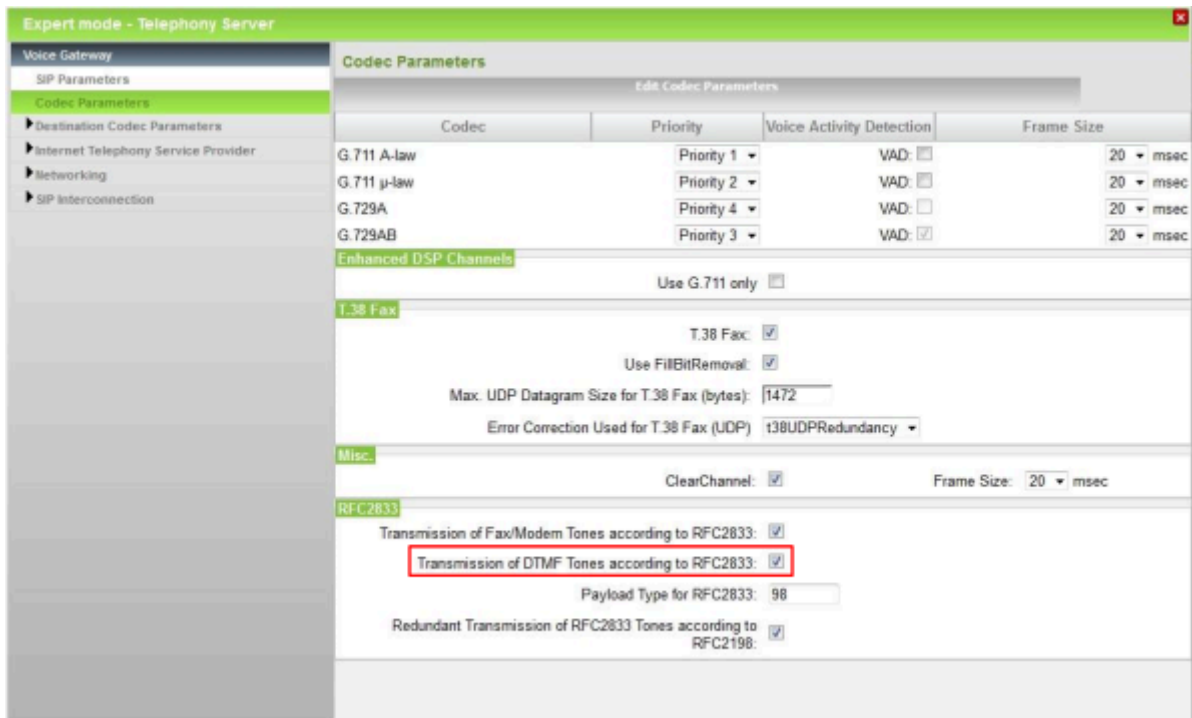 Expert mode - Telephony Server
Voice Gateway
SIP Parameters
Codec Parameters
Destination Codec Parameters
Internet Telephony Service Provider
Networking
SIP Interconnection
Codec Parameters
Edit Codec Parameters
Codec Priority Voice Activity Detection Frame Size
G.711 A-law Priority 1 VAD: 20 msec
G.711 µ-law Priority 2 VAD: 20 msec
G.729A Priority 4 VAD: 20 msec
G.729AB Priority 3 VAD: 20 msec
Enhanced DSP Channels
Use G.711 only
T.38 Fax
T.38 Fax:
Use FillBitRemoval:
Max. UDP Datagram Size for T.38 Fax (bytes): 1472
Error Correction Used for T.38 Fax (UDP) t38UDPRedundancy
Misc.
ClearChannel: Frame Size: 20 msec
RFC2833
Transmission of Fax/Modem Tones according to RFC2833:
Transmission of DTMF Tones according to RFC2833:
Payload Type for RFC2833: 98
Redundant Transmission of RFC2833 Tones according to
RFC2198: